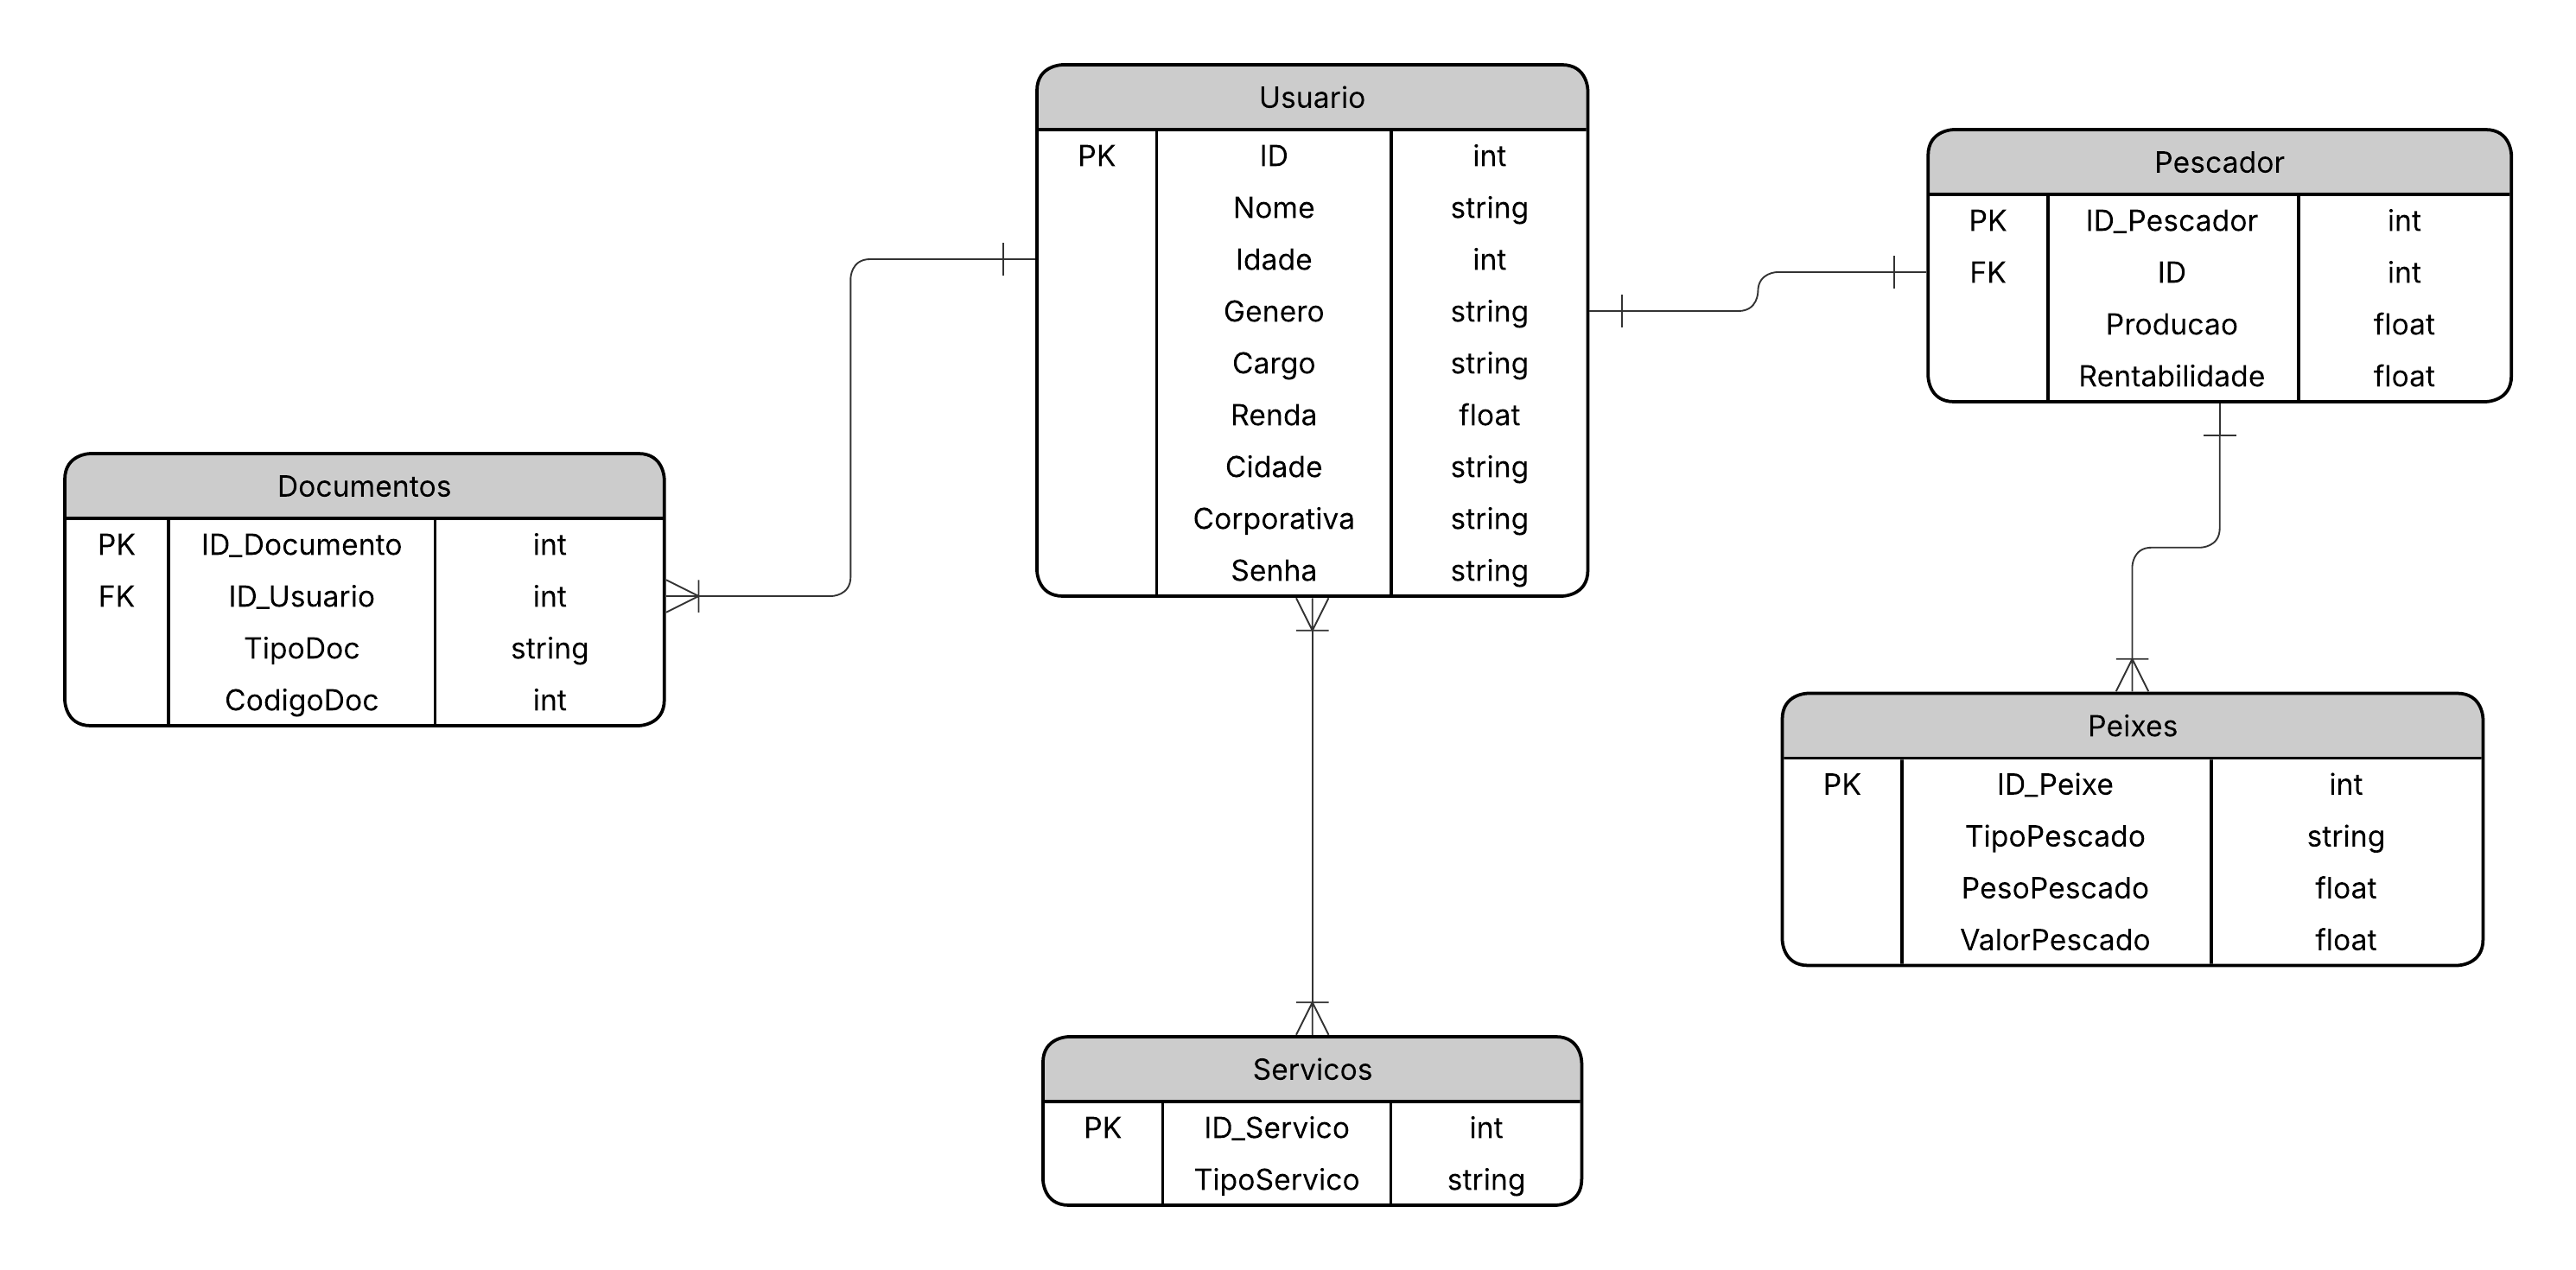 Usuario
PK ID int
Nome string
Idade int
Genero string
Cargo string
Renda float
Cidade string
Corporativa string
Senha string
Pescador
PK ID_Pescador int
FK ID int
Producao float
Rentabilidade float
Documentos
PK ID_Documento int
FK ID_Usuario int
TipoDoc string
CodigoDoc int
Peixes
PK ID_Peixe int
TipoPescado string
PesoPescado float
ValorPescado float
Servicos
PK ID_Servico int
TipoServico string